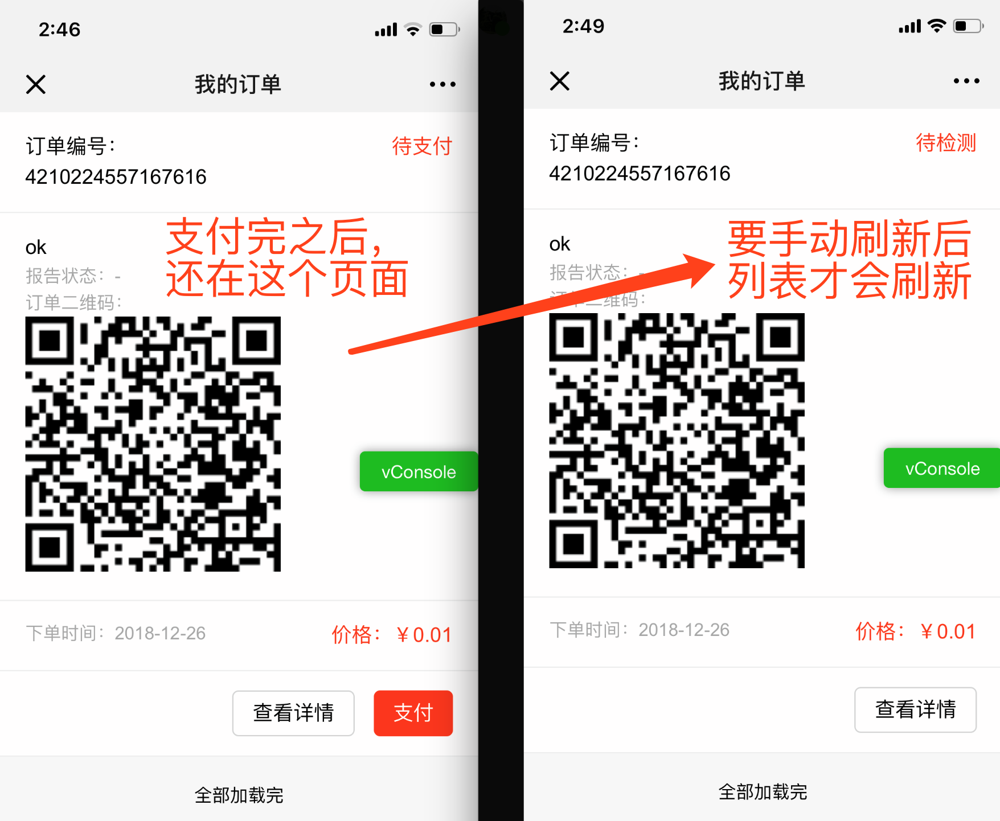 2:46
我的订单
订单编号：
4210224557167616
待支付
支付完之后，
还在这个页面
ok
报告状态：-
订单二维码：
vConsole
下单时间：2018-12-26
价格：￥0.01
查看详情
支付
全部加载完
2:49
我的订单
订单编号：
4210224557167616
待检测
要手动刷新后
列表才会刷新
ok
报告状态：-
订单二维码：
vConsole
下单时间：2018-12-26
价格：￥0.01
查看详情
全部加载完